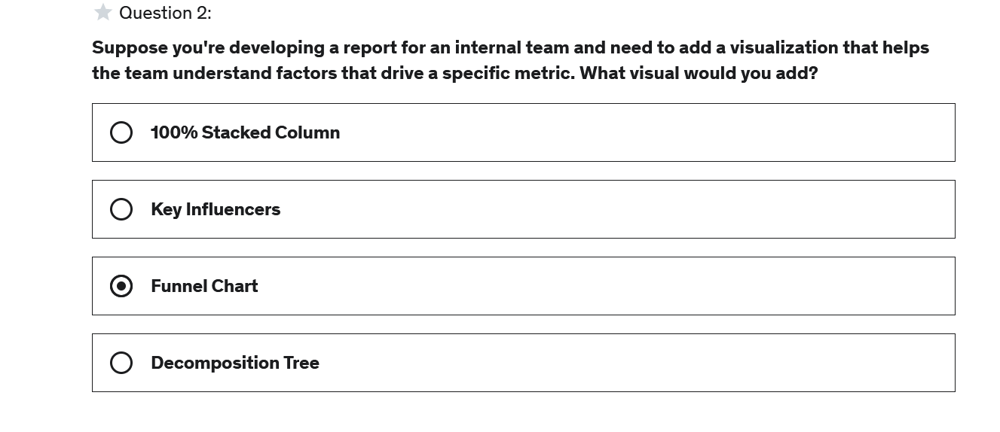 Question 2:
Suppose you're developing a report for an internal team and need to add a visualization that helps
the team understand factors that drive a specific metric. What visual would you add?
100% Stacked Column
Key Influencers
Funnel Chart
Decomposition Tree